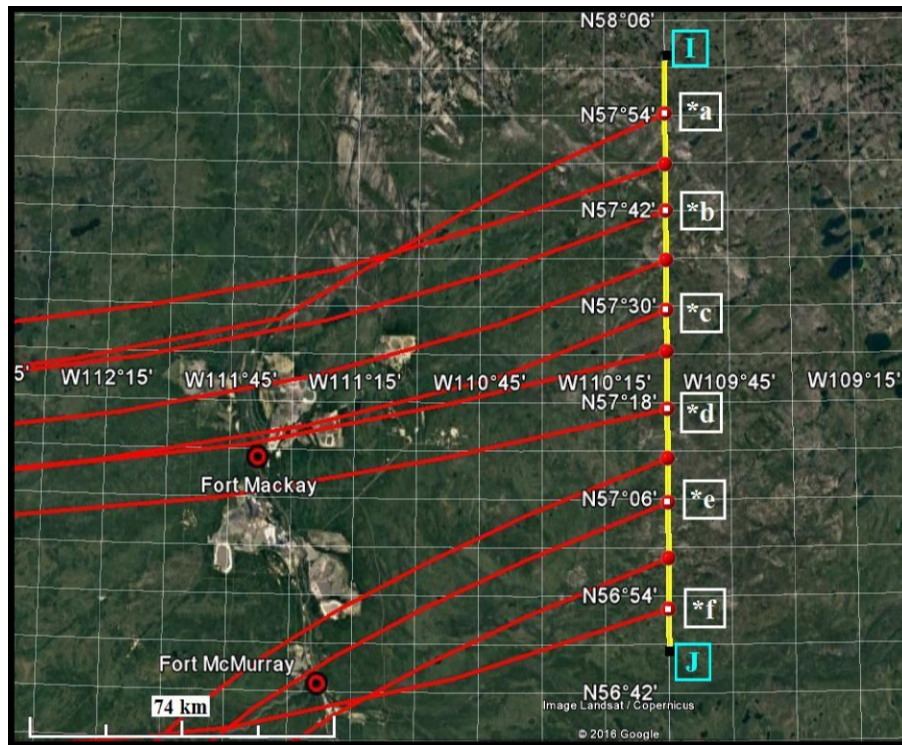 N58°06'
I
N57°54'
*a
N57°42'
*b
N57°30'
*c
5'
W112°15'
W111°45'
W111°15'
W110°45'
W110°15'
W109°45'
W109°15'
N57°18'
*d
Fort Mackay
N57°06'
*e
N56°54'
*f
Fort McMurray
J
74 km
N56°42'
Image Landsat / Copernicus
© 2016 Google